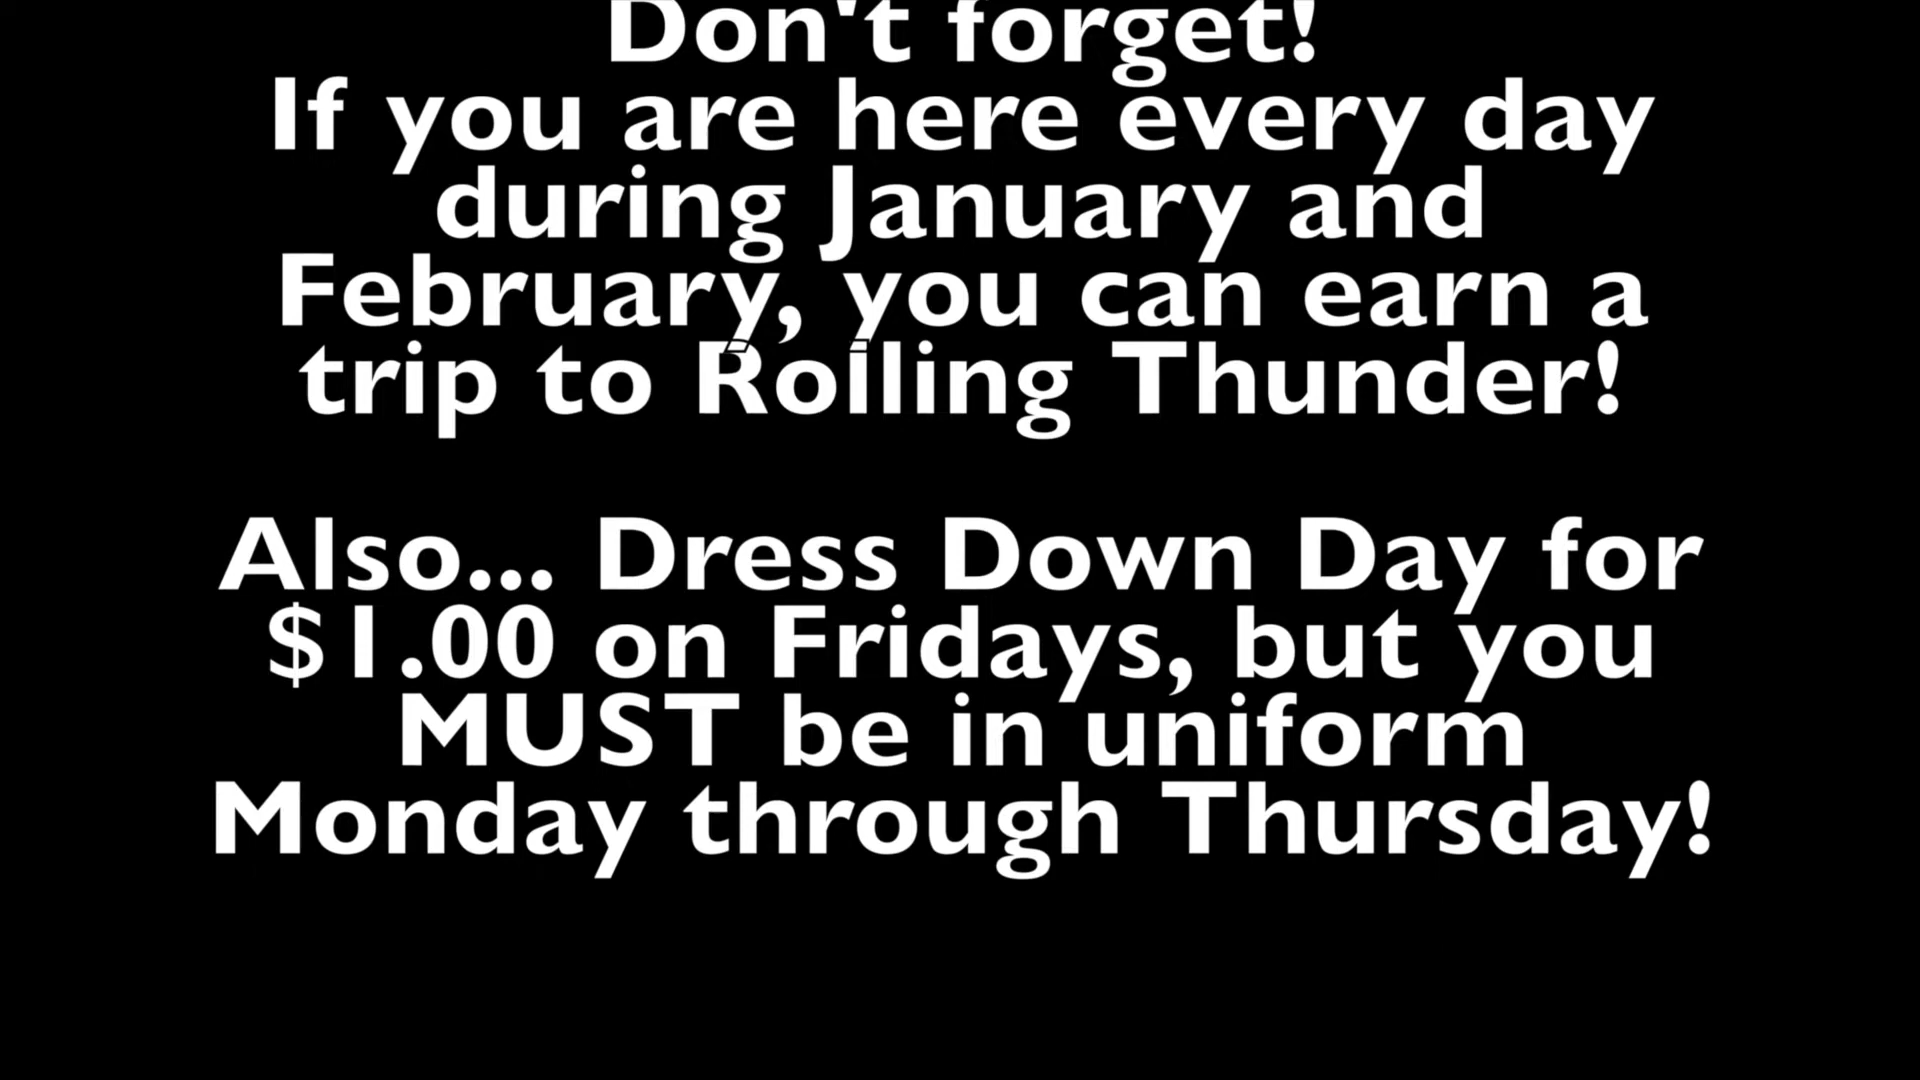 Don't forget!
If you are here every day
during January and
February, you can earn a
trip to Rolling Thunder!
Also... Dress Down Day for
$1.00 on Fridays, but you
MUST be in uniform
Monday through Thursday!